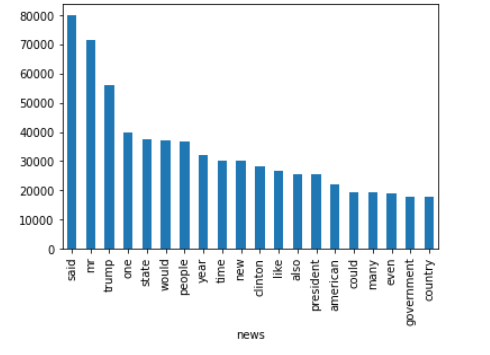 80000
70000
60000
50000
40000
30000
20000
10000
0
said
mr
trump
one
state
would
people
year
time
new
clinton
like
also
president
american
could
many
even
government
country
news